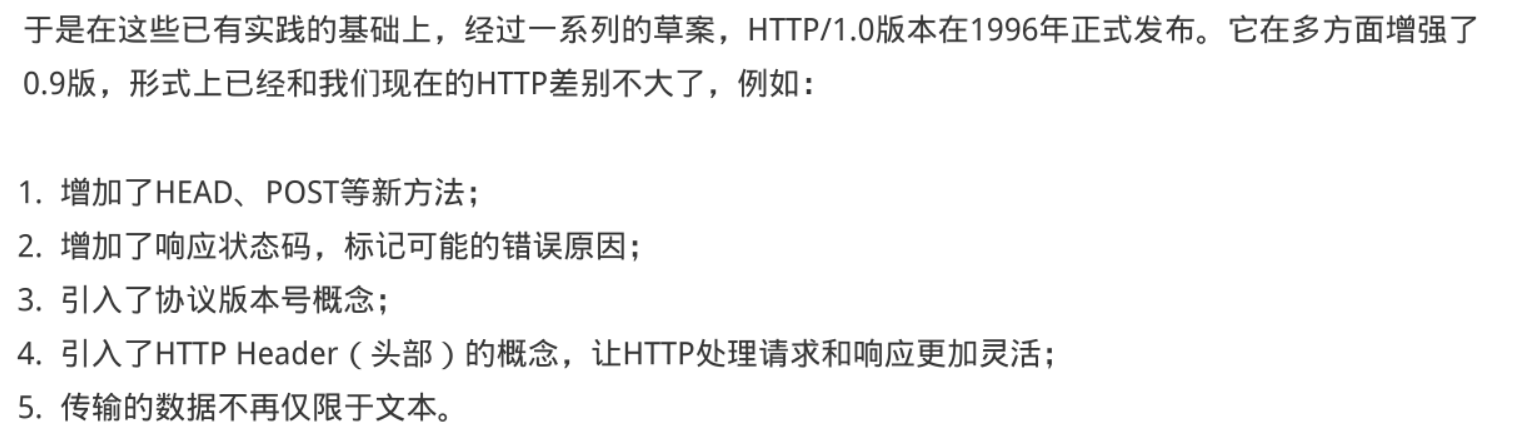 于是在这些已有实践的基础上，经过一系列的草案，HTTP/1.0版本在1996年正式发布。它在多方面增强了
0.9版，形式上已经和我们现在的HTTP差别不大了，例如：
1. 增加了HEAD、POST等新方法；
2. 增加了响应状态码，标记可能的错误原因；
3. 引入了协议版本号概念；
4. 引入了HTTP Header（头部）的概念，让HTTP处理请求和响应更加灵活；
5. 传输的数据不再仅限于文本。